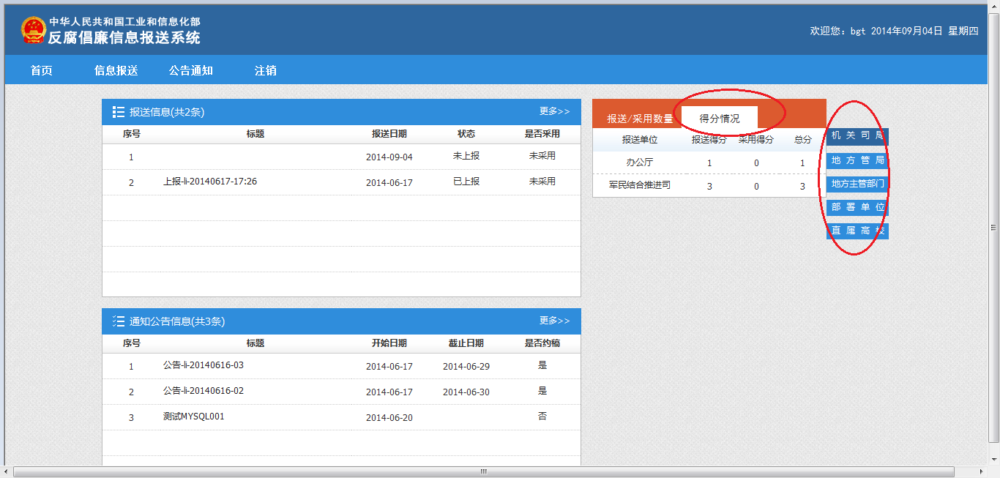 中华人民共和国工业和信息化部
反腐倡廉信息报送系统
欢迎您：bgt 2014年09月04日 星期四
首页 信息报送 公告通知 注销
报送信息(共2条) 更多>>
序号 标题 报送日期 状态 是否采用
1 2014-09-04 未上报 未采用
2 上报-li-20140617-17:26 2014-06-17 已上报 未采用
通知公告信息(共3条) 更多>>
序号 标题 开始日期 截止日期 是否约稿
1 公告-li-20140616-03 2014-06-17 2014-06-29 是
2 公告-li-20140616-02 2014-06-17 2014-06-30 是
3 测试MYSQL001 2014-06-20 否
报送/采用数量 得分情况
报送单位 报送得分 采用得分 总分
办公厅 1 0 1
军民结合推进司 3 0 3
机关司局
地方管局
地方主管部门
部署单位
直属高校